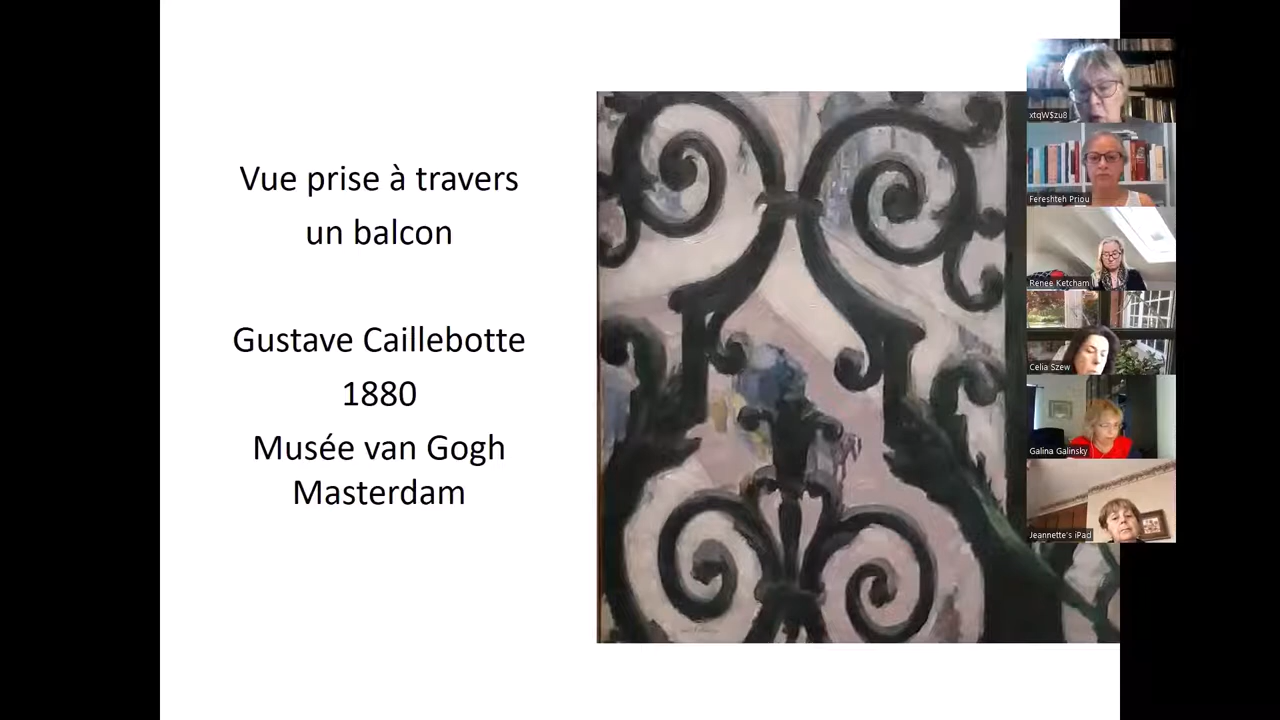 Vue prise à travers
un balcon
Gustave Caillebotte
1880
Musée van Gogh
Masterdam
xtqW$zu8
Fereshteh Priou
Renee Ketcham
Celia Szew
Galina Galinsky
Jeannette's iPad